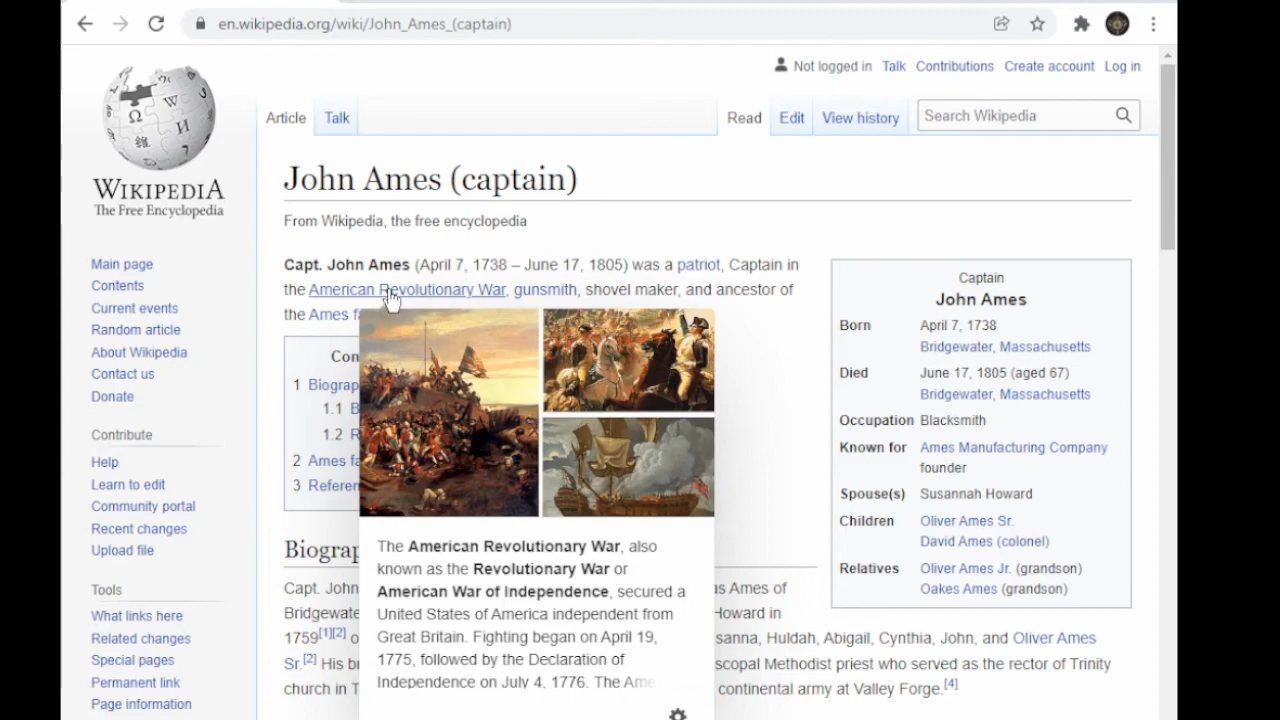 en.wikipedia.org/wiki/John_Ames_(captain)
Not logged in Talk Contributions Create account Log in
Article Talk Read Edit View history Search Wikipedia
WIKIPEDIA
The Free Encyclopedia
Main page
Contents
Current events
Random article
About Wikipedia
Contact us
Donate
Contribute
Help
Learn to edit
Community portal
Recent changes
Upload file
Tools
What links here
Related changes
Special pages
Permanent link
Page information
John Ames (captain)
From Wikipedia, the free encyclopedia
Capt. John Ames (April 7, 1738 – June 17, 1805) was a patriot, Captain in
the American Revolutionary War, gunsmith, shovel maker, and ancestor of
the Ames
1
1.1
1.2
2 Ames
3
Captain
John Ames
Born April 7, 1738
Bridgewater, Massachusetts
Died June 17, 1805 (aged 67)
Bridgewater, Massachusetts
Occupation Blacksmith
Known for Ames Manufacturing Company
founder
Spouse(s) Susannah Howard
Children Oliver Ames Sr.
David Ames (colonel)
Relatives Oliver Ames Jr. (grandson)
Oakes Ames (grandson)
The American Revolutionary War, also
known as the Revolutionary War or
American War of Independence, secured a
United States of America independent from
Great Britain. Fighting began on April 19,
1775, followed by the Declaration of
Independence on July 4, 1776. The
Capt. John Ames of
Howard in
1759[1][2] Huldah, Abigail, Cynthia, John, and Oliver Ames
Sr.[2] His Methodist priest who served as the rector of Trinity
church in continental army at Valley Forge.[4]